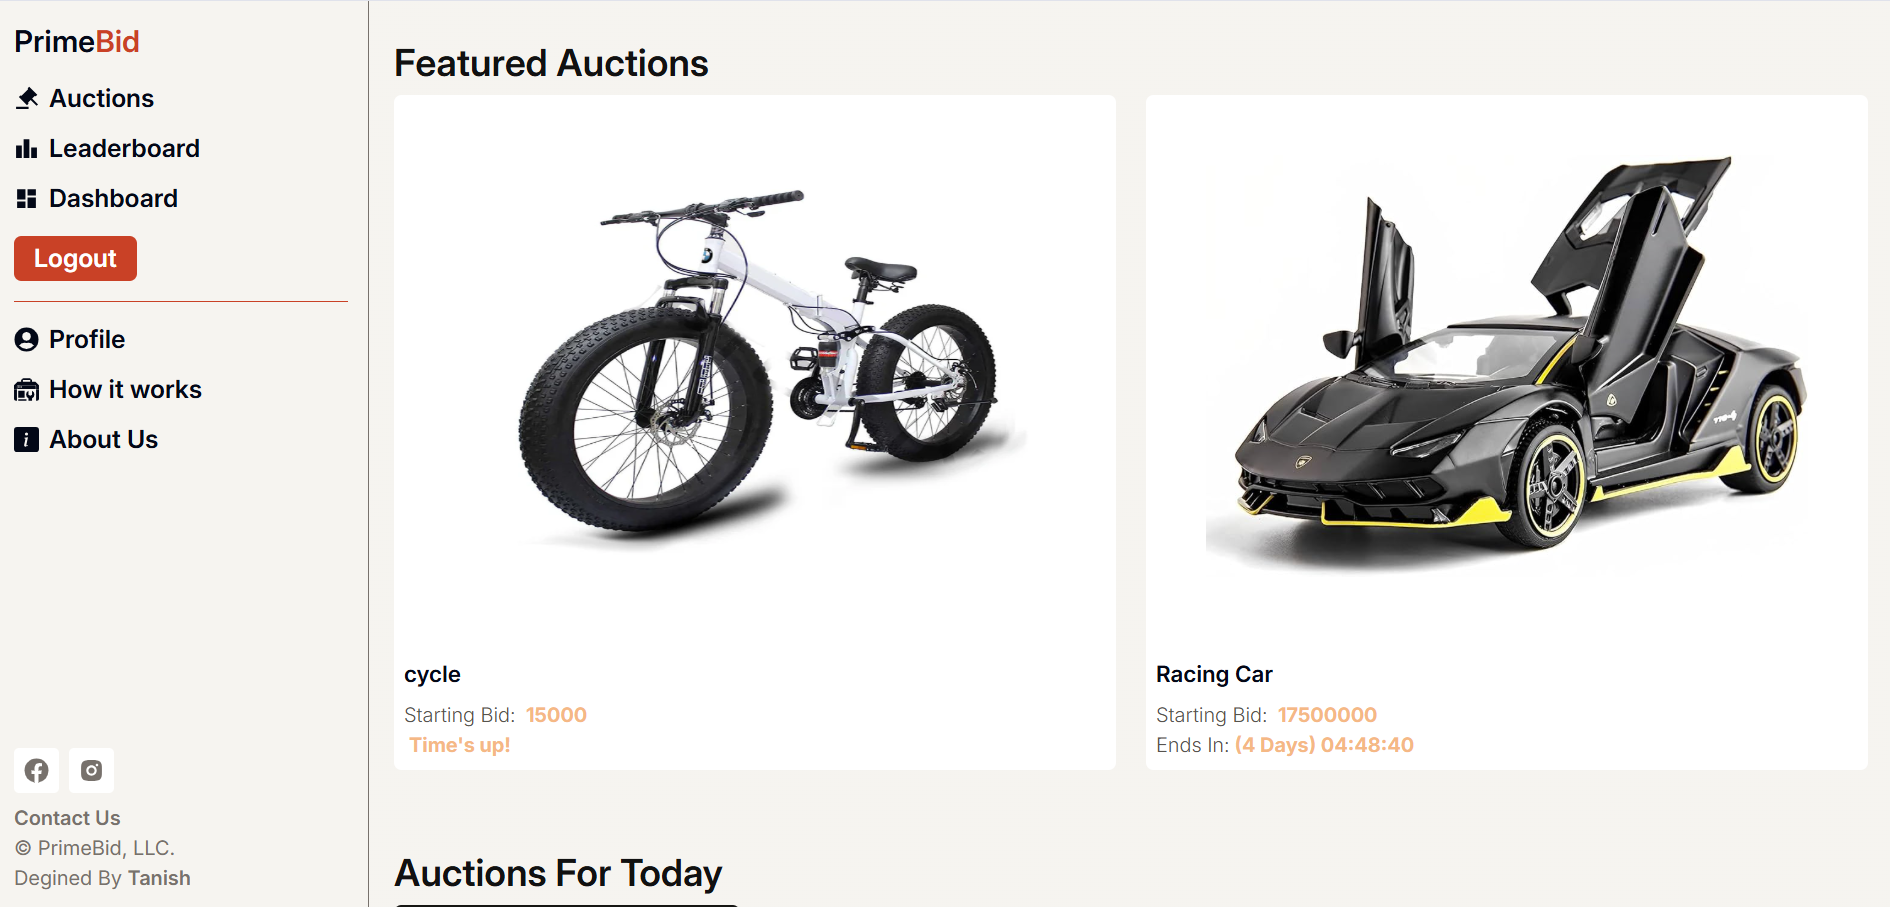 PrimeBid
Auctions
Leaderboard
Dashboard
Logout
Profile
How it works
About Us
Contact Us
© PrimeBid, LLC.
Degined By Tanish
Featured Auctions
cycle
Starting Bid: 15000
Time's up!
Racing Car
Starting Bid: 17500000
Ends In: (4 Days) 04:48:40
Auctions For Today